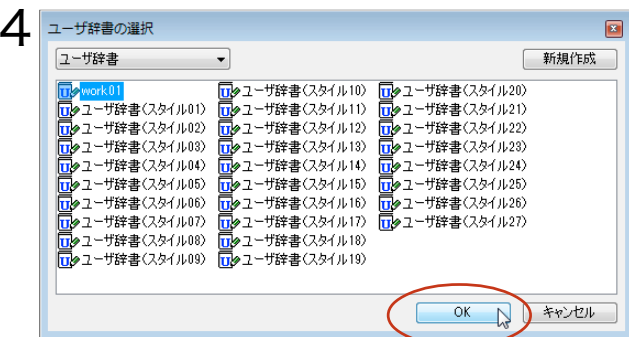 4
ユーザ辞書の選択
ユーザ辞書
新規作成
work01
ユーザ辞書(スタイル01)
ユーザ辞書(スタイル02)
ユーザ辞書(スタイル03)
ユーザ辞書(スタイル04)
ユーザ辞書(スタイル05)
ユーザ辞書(スタイル06)
ユーザ辞書(スタイル07)
ユーザ辞書(スタイル08)
ユーザ辞書(スタイル09)
ユーザ辞書(スタイル10)
ユーザ辞書(スタイル11)
ユーザ辞書(スタイル12)
ユーザ辞書(スタイル13)
ユーザ辞書(スタイル14)
ユーザ辞書(スタイル15)
ユーザ辞書(スタイル16)
ユーザ辞書(スタイル17)
ユーザ辞書(スタイル18)
ユーザ辞書(スタイル19)
ユーザ辞書(スタイル20)
ユーザ辞書(スタイル21)
ユーザ辞書(スタイル22)
ユーザ辞書(スタイル23)
ユーザ辞書(スタイル24)
ユーザ辞書(スタイル25)
ユーザ辞書(スタイル26)
ユーザ辞書(スタイル27)
OK
キャンセル